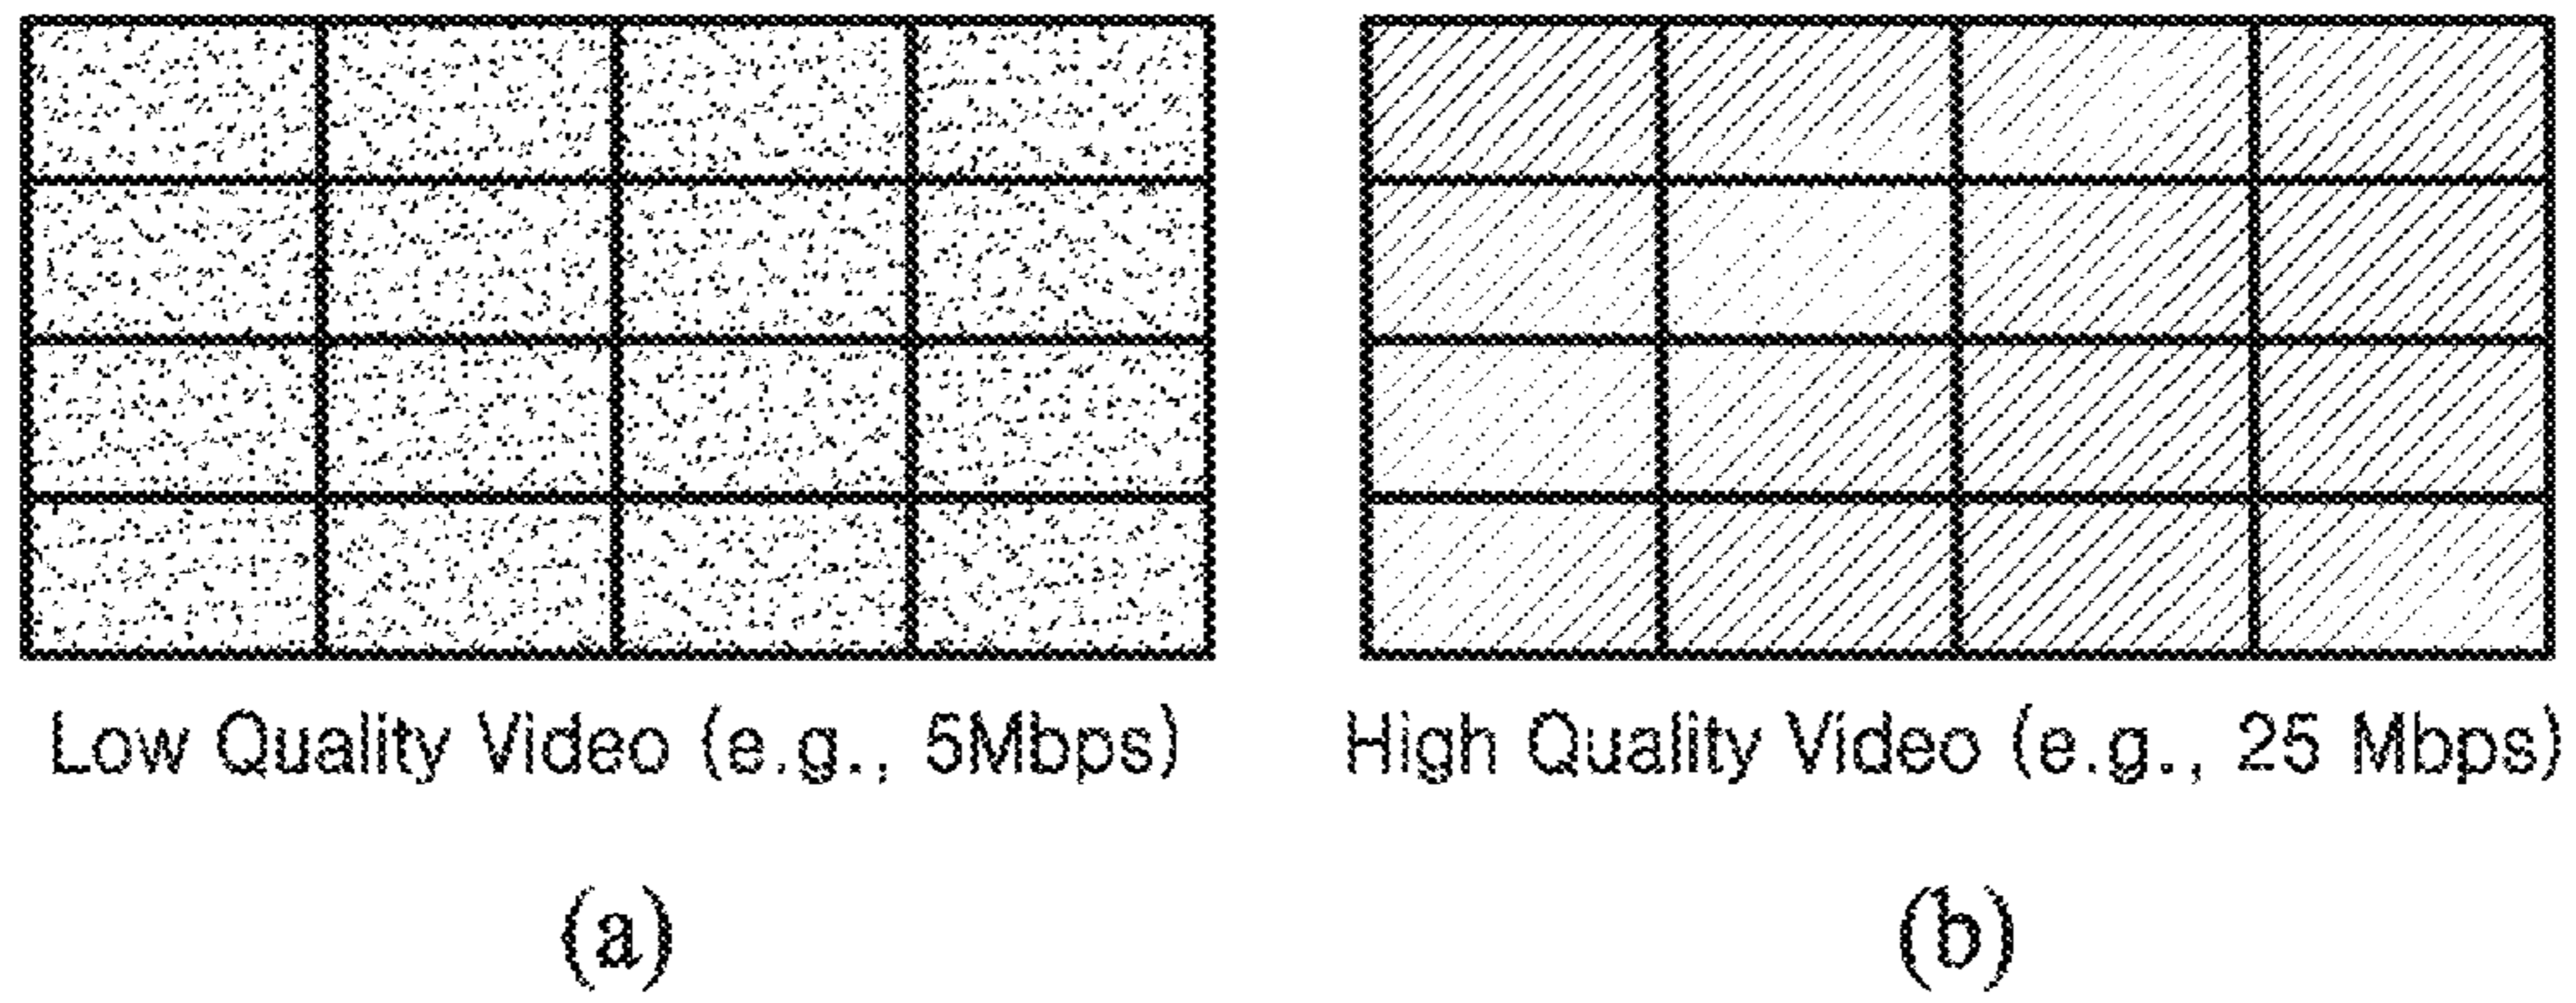 Low Quality Video (e.g., 5Mbps)
High Quality Video (e.g., 25 Mbps)
(a)
(b)